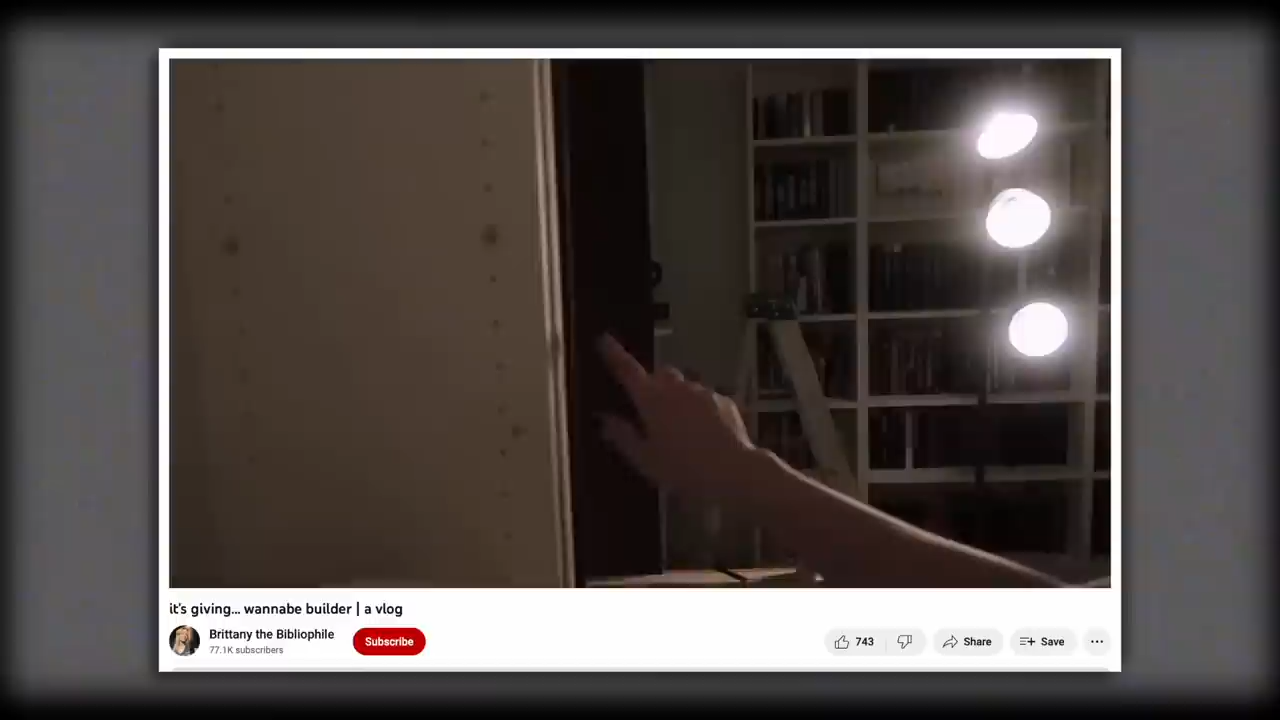 it's giving... wannabe builder | a vlog
Brittany the Bibliophile
77.1K subscribers
Subscribe
743
Share
Save